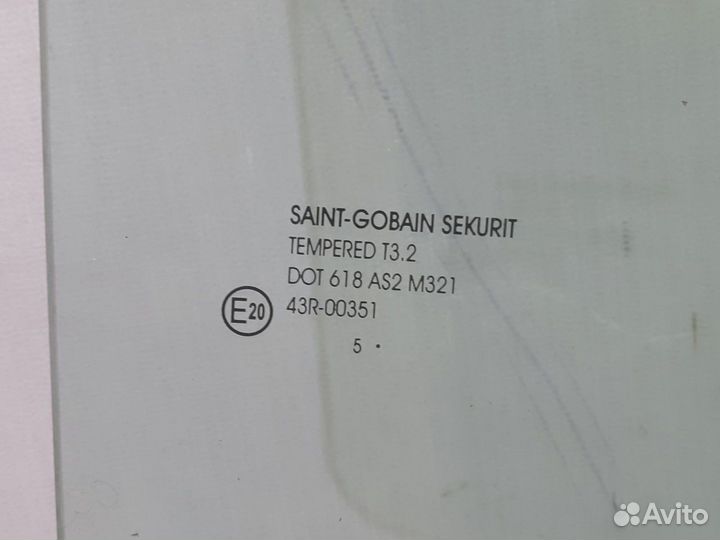 SAINT-GOBAIN SEKURIT
TEMPERED T3.2
DOT 618 AS2 M321
E20 43R-00351
5 •
Avito